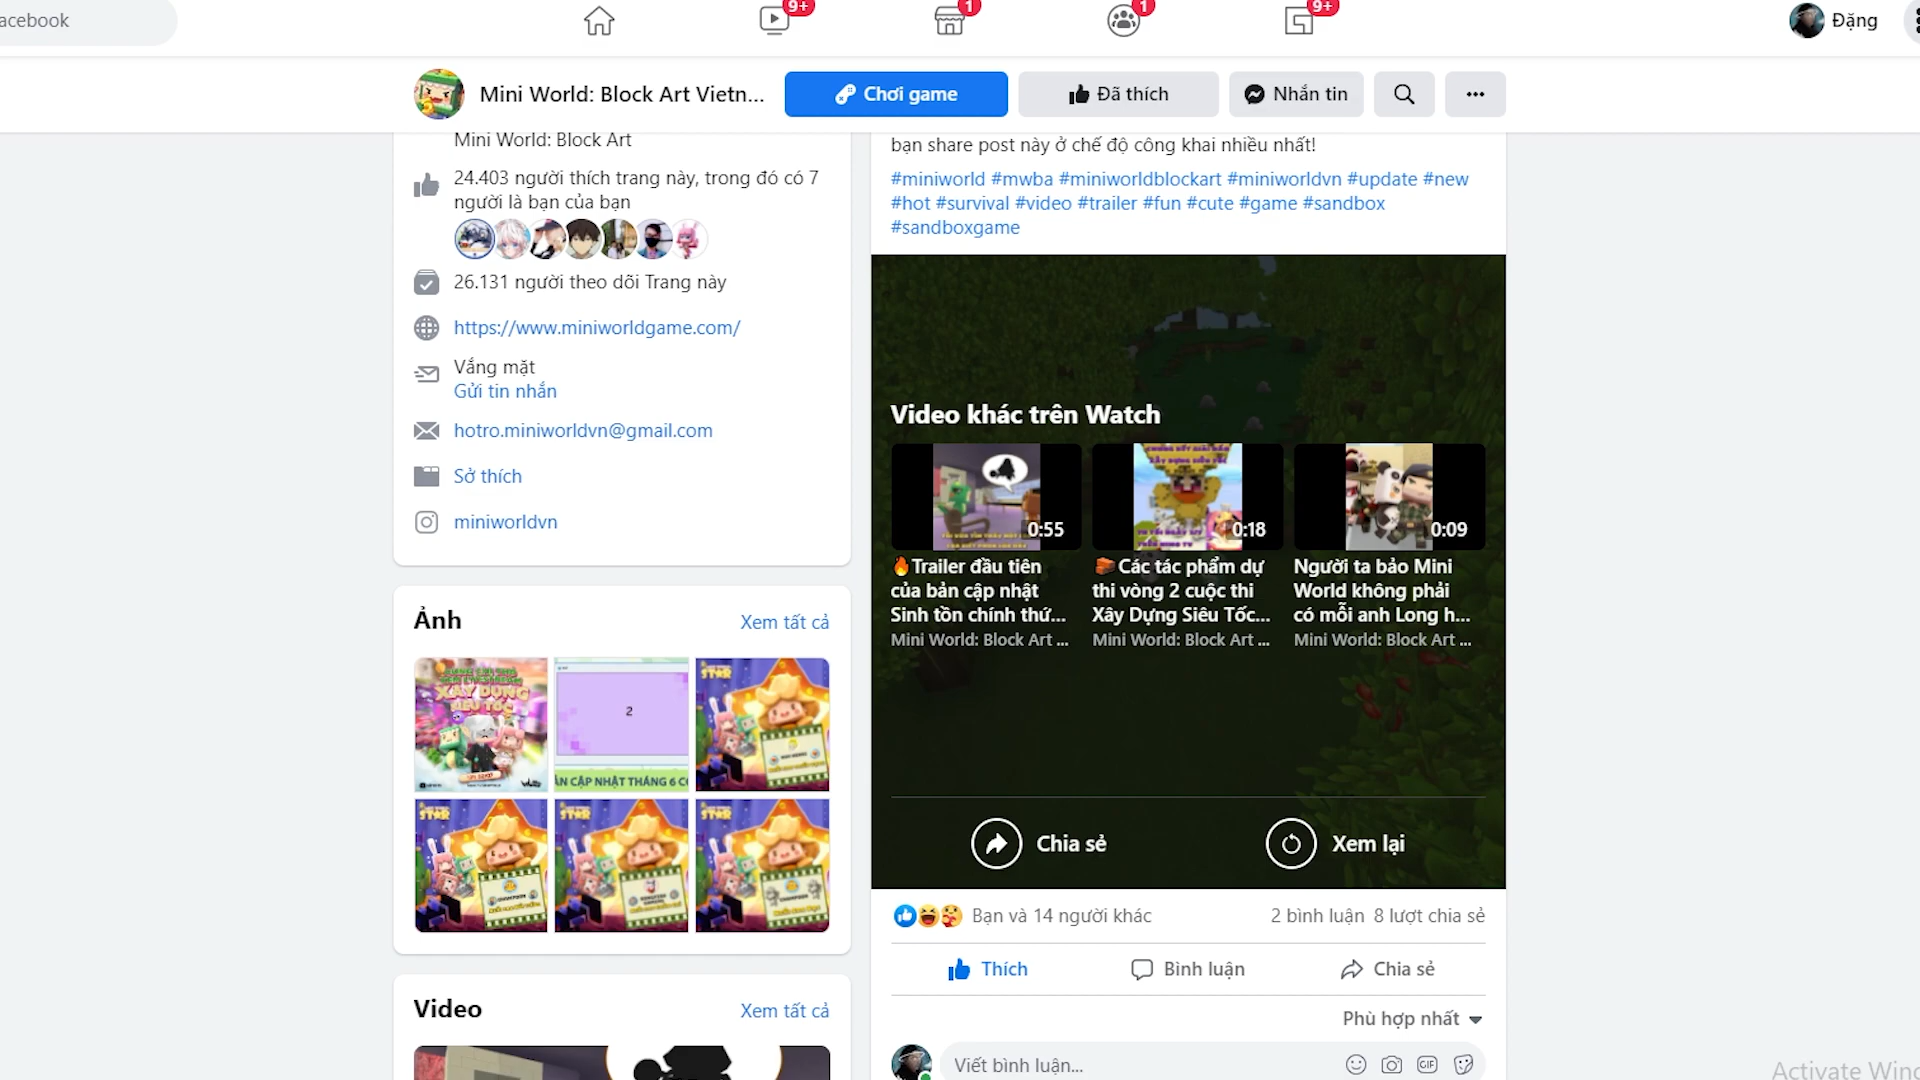 acebook
9+
1
1
9+
Đặng
Mini World: Block Art Vietn...
Chơi game
Đã thích
Nhắn tin
Mini World: Block Art
24.403 người thích trang này, trong đó có 7
người là bạn của bạn
26.131 người theo dõi Trang này
https://www.miniworldgame.com/
Vắng mặt
Gửi tin nhắn
hotro.miniworldvn@gmail.com
Sở thích
miniworldvn
Ảnh
Xem tất cả
XÂY DỰNG
SIÊU TỐC
STAR
2
ẢN CẬP NHẬT THÁNG 6 C
STAR
STAR
STAR
Video
Xem tất cả
bạn share post này ở chế độ công khai nhiều nhất!
#miniworld #mwba #miniworldblockart #miniworldvn #update #new
#hot #survival #video #trailer #fun #cute #game #sandbox
#sandboxgame
Video khác trên Watch
0:55
0:18
0:09
Trailer đầu tiên
của bản cập nhật
Sinh tồn chính thứ...
Mini World: Block Art ...
Các tác phẩm dự
thi vòng 2 cuộc thi
Xây Dựng Siêu Tốc...
Mini World: Block Art ...
Người ta bảo Mini
World không phải
có mỗi anh Long h...
Mini World: Block Art ...
Chia sẻ
Xem lại
Bạn và 14 người khác
2 bình luận
8 lượt chia sẻ
Thích
Bình luận
Chia sẻ
Phù hợp nhất
Viết bình luận...
GIF
Activate Winc